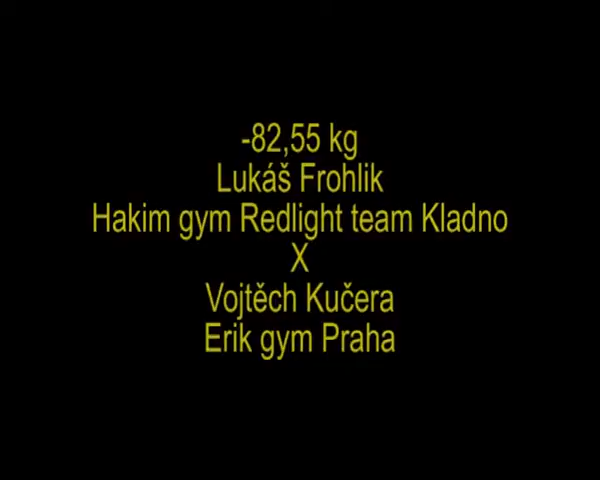 -82,55 kg
Lukáš Frohlik
Hakim gym Redlight team Kladno
X
Vojtěch Kučera
Erik gym Praha